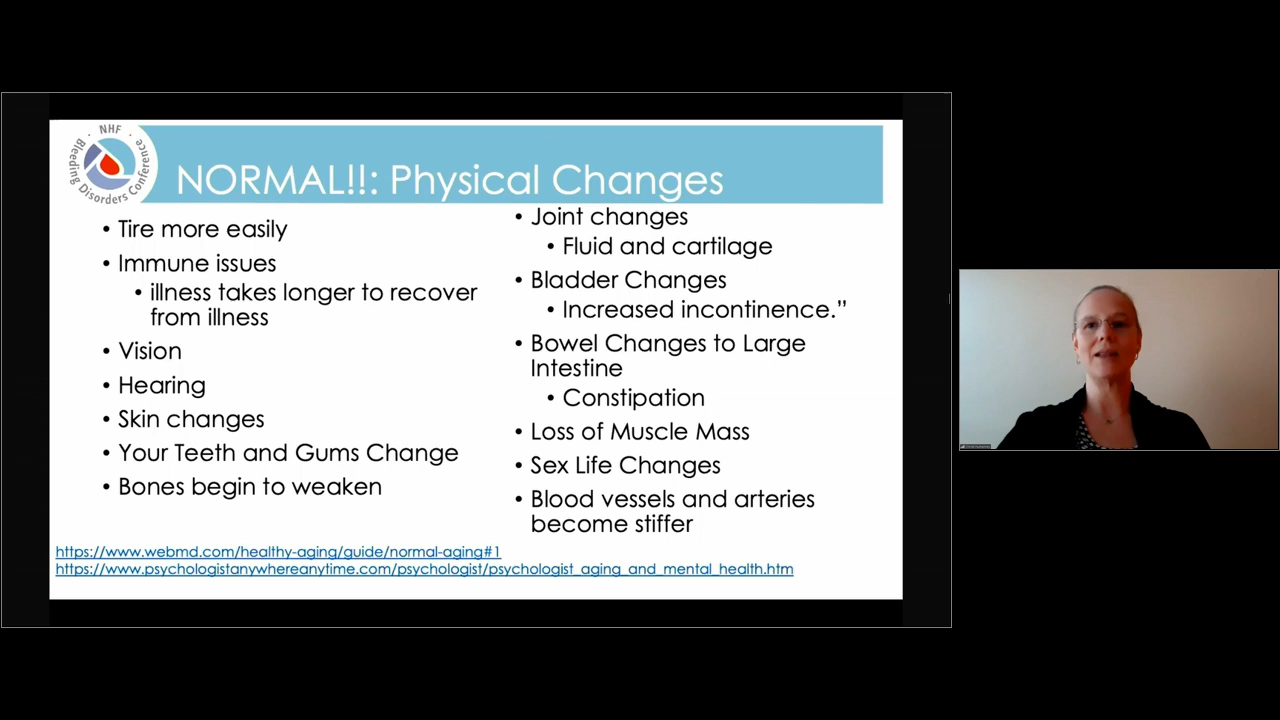 · NHF ·
Bleeding Disorders Conference
NORMAL!!: Physical Changes
• Tire more easily
• Immune issues
• illness takes longer to recover
from illness
• Vision
• Hearing
• Skin changes
• Your Teeth and Gums Change
• Bones begin to weaken
• Joint changes
• Fluid and cartilage
• Bladder Changes
• Increased incontinence.”
• Bowel Changes to Large
Intestine
• Constipation
• Loss of Muscle Mass
• Sex Life Changes
• Blood vessels and arteries
become stiffer
https://www.webmd.com/healthy-aging/guide/normal-aging#1
https://www.psychologistanywhereanytime.com/psychologist/psychologist_aging_and_mental_health.htm